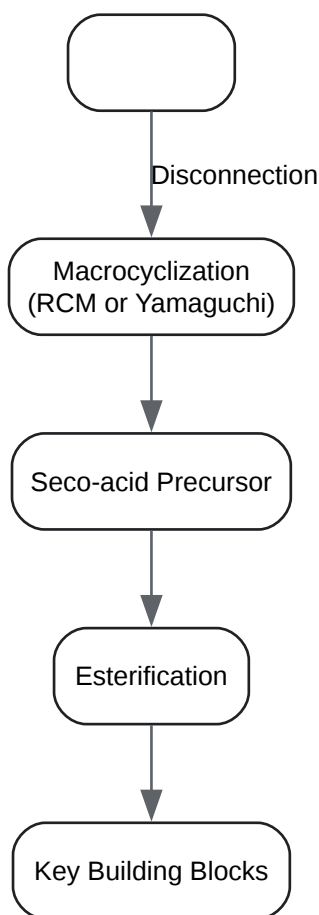 Disconnection
Macrocyclization
(RCM or Yamaguchi)
Seco-acid Precursor
Esterification
Key Building Blocks